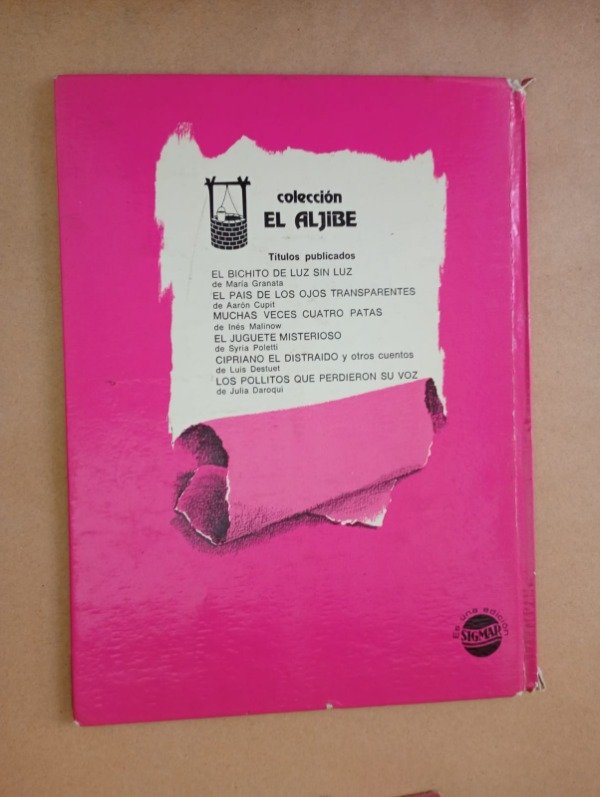 colección
EL ALJIBE
Títulos publicados
EL BICHITO DE LUZ SIN LUZ
de María Granata
EL PAIS DE LOS OJOS TRANSPARENTES
de Aarón Cupit
MUCHAS VECES CUATRO PATAS
de Inés Malinow
EL JUGUETE MISTERIOSO
de Syria Poletti
CIPRIANO EL DISTRAIDO y otros cuentos
de Luis Destuet
LOS POLLITOS QUE PERDIERON SU VOZ
de Julia Daroqui
Es una edición
SIGMAR